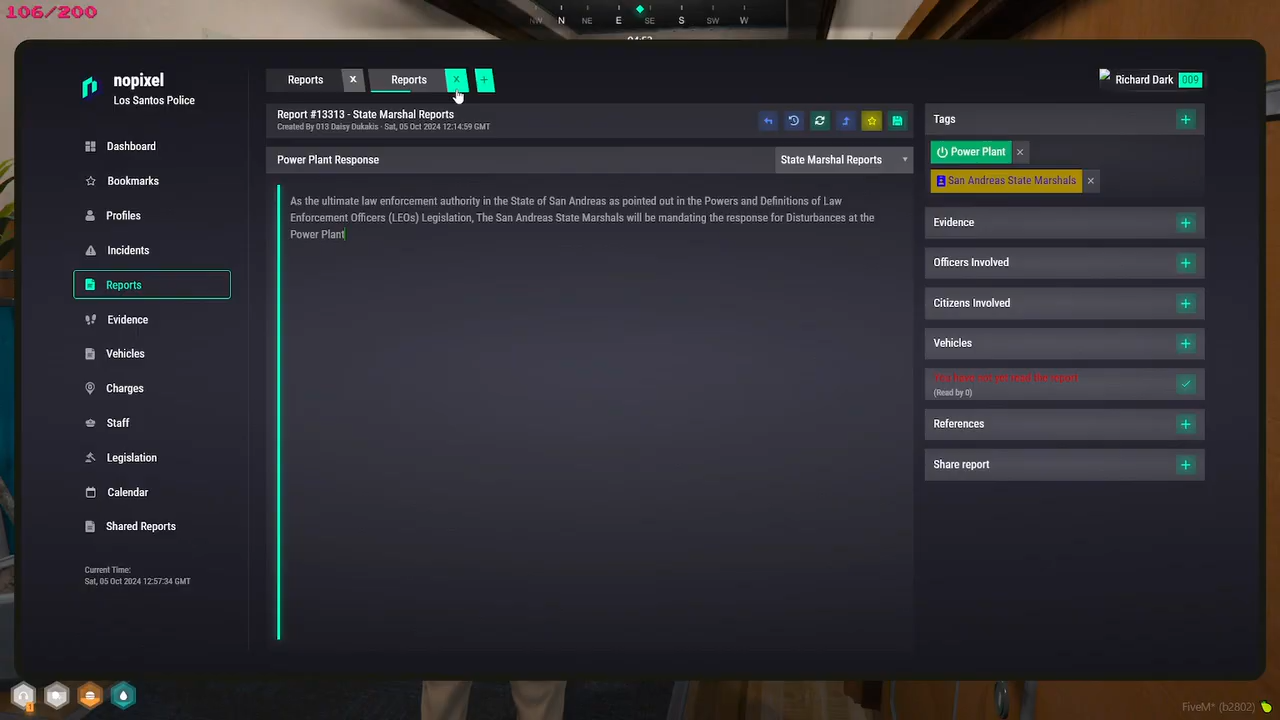 106/200
NW N NE E SE S SW W
nopixel
Los Santos Police
Reports x Reports x +
Richard Dark 009
Report #13313 - State Marshal Reports
Created By 013 Daisy Dukakis - Sat, 05 Oct 2024 12:14:59 GMT
Power Plant Response
State Marshal Reports
As the ultimate law enforcement authority in the State of San Andreas as pointed out in the Powers and Definitions of Law
Enforcement Officers (LEOs) Legislation, The San Andreas State Marshals will be mandating the response for Disturbances at the
Power Plant
Dashboard
Bookmarks
Profiles
Incidents
Reports
Evidence
Vehicles
Charges
Staff
Legislation
Calendar
Shared Reports
Current Time:
Sat, 05 Oct 2024 12:57:34 GMT
Tags
Power Plant
San Andreas State Marshals
Evidence
Officers Involved
Citizens Involved
Vehicles
You have not yet read the report
(Read by 0)
References
Share report
FiveM* (b2802)